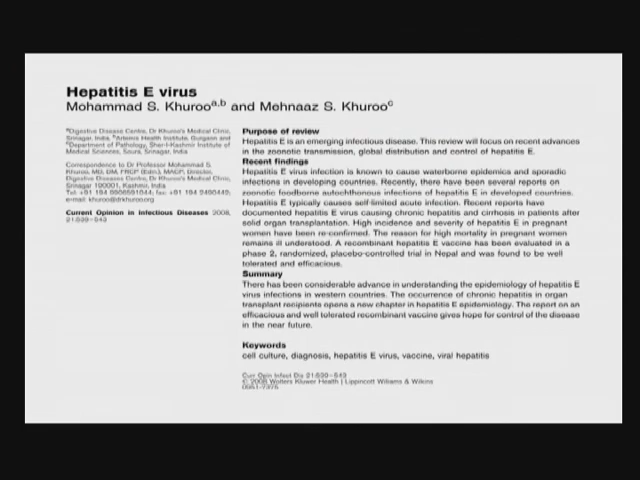 Hepatitis E virus
Mohammad S. Khurooa,b and Mehnaaz S. Khurooc
aDigestive Disease Centre, Dr Khuroo's Medical Clinic,
Srinagar, India, bArtemis Health Institute, Gurgaon and
cDepartment of Pathology, Sher-I-Kashmir Institute of
Medical Sciences, Soura, Srinagar, India
Correspondence to Dr Professor Mohammad S.
Khuroo, MD, DM, FRCP (Edin.), MACP, Director,
Digestive Diseases Centre, Dr Khuroo's Medical Clinic,
Srinagar 190001, Kashmir, India
e-mail: khuroo@drkhuroo.org
Current Opinion in Infectious Diseases 2008,
21:539–543
Purpose of review
Hepatitis E is an emerging infectious disease. This review will focus on recent advances
in the zoonotic transmission, global distribution and control of hepatitis E.
Recent findings
Hepatitis E virus infection is known to cause waterborne epidemics and sporadic
infections in developing countries. Recently, there have been several reports on
zoonotic foodborne autochthonous infections of hepatitis E in developed countries.
Hepatitis E typically causes self-limited acute infection. Recent reports have
documented hepatitis E virus causing chronic hepatitis and cirrhosis in patients after
solid organ transplantation. High incidence and severity of hepatitis E in pregnant
women have been re-confirmed. The reason for high mortality in pregnant women
remains ill understood. A recombinant hepatitis E vaccine has been evaluated in a
phase 2, randomized, placebo-controlled trial in Nepal and was found to be well
tolerated and efficacious.
Summary
There has been considerable advance in understanding the epidemiology of hepatitis E
virus infections in western countries. The occurrence of chronic hepatitis in organ
transplant recipients opens a new chapter in hepatitis E epidemiology. The report on an
efficacious and well tolerated recombinant vaccine gives hope for control of the disease
in the near future.
Keywords
cell culture, diagnosis, hepatitis E virus, vaccine, viral hepatitis
Curr Opin Infect Dis 21:539–543
© 2008 Wolters Kluwer Health | Lippincott Williams & Wilkins
0951-7375